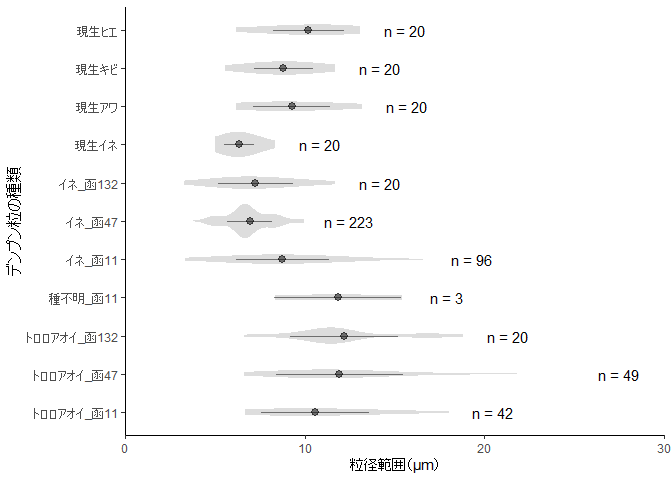 現生ヒエ n = 20
現生キビ n = 20
現生アワ n = 20
現生イネ n = 20
イネ_函132 n = 20
イネ_函47 n = 223
イネ_函11 n = 96
種不明_函11 n = 3
トロロアオイ_函132 n = 20
トロロアオイ_函47 n = 49
トロロアオイ_函11 n = 42
デンプン粒の種類
0 10 20 30
粒径範囲(μm)